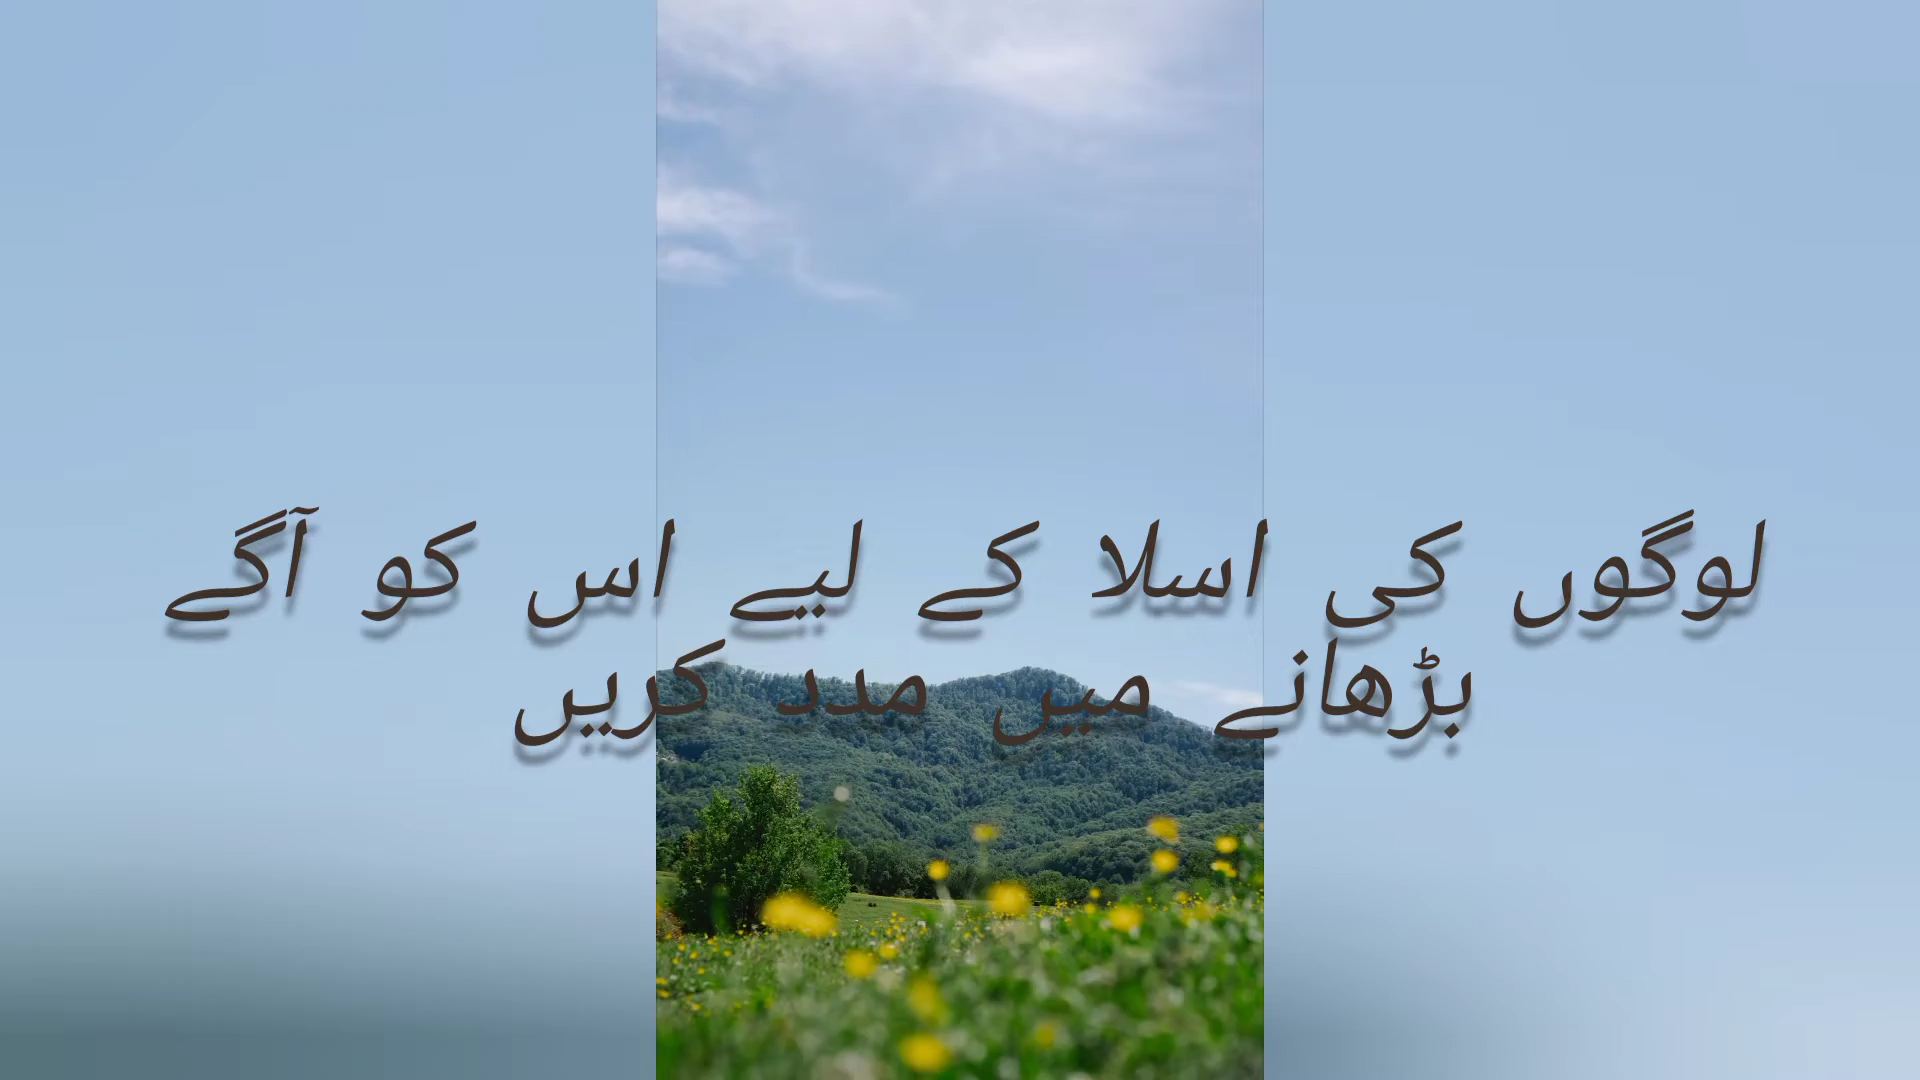 لوگوں کی اسلا کے لیے اس کو آگے
بڑھانے میں مدد کریں